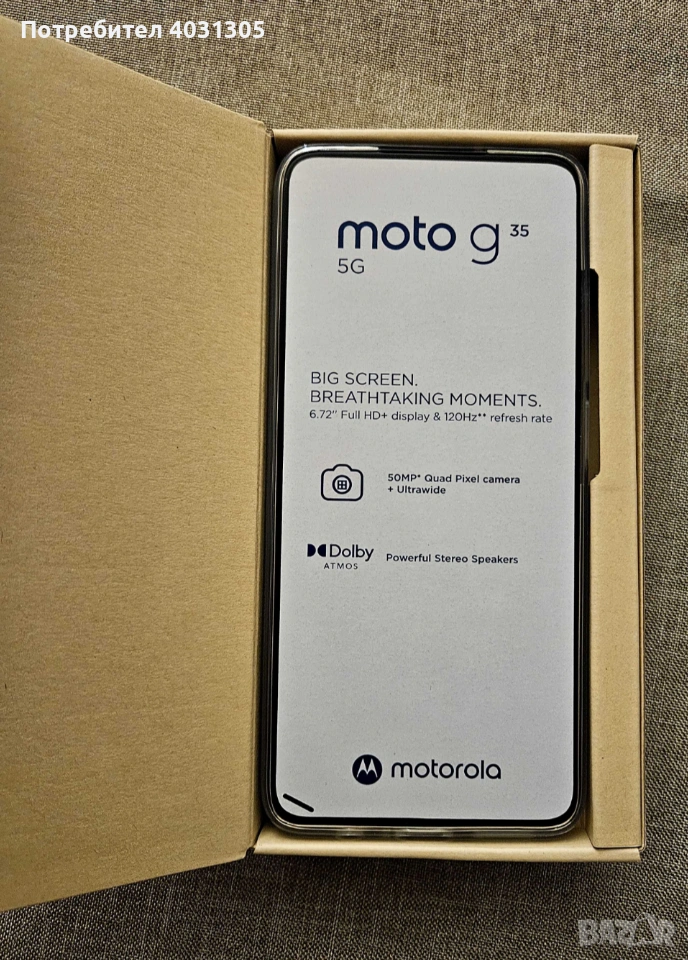 Потребител 4031305
moto g 35
5G
BIG SCREEN.
BREATHTAKING MOMENTS.
6.72" Full HD+ display & 120Hz** refresh rate
50MP* Quad Pixel camera
+ Ultrawide
Dolby
ATMOS
Powerful Stereo Speakers
motorola
BAZAR